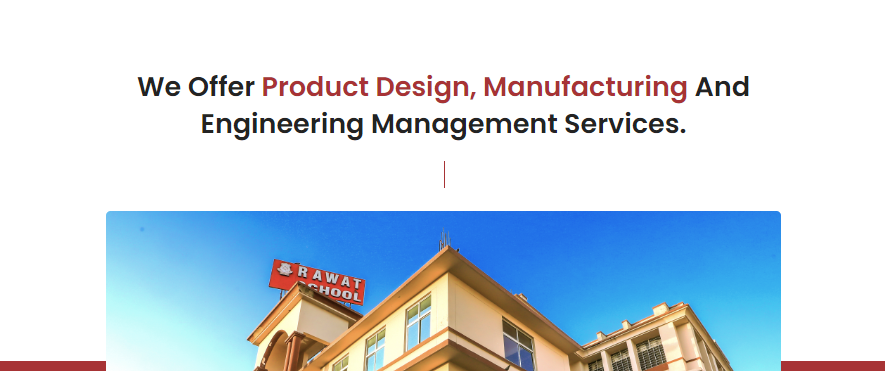 We Offer Product Design, Manufacturing And
Engineering Management Services.
RAWAT
SCHOOL